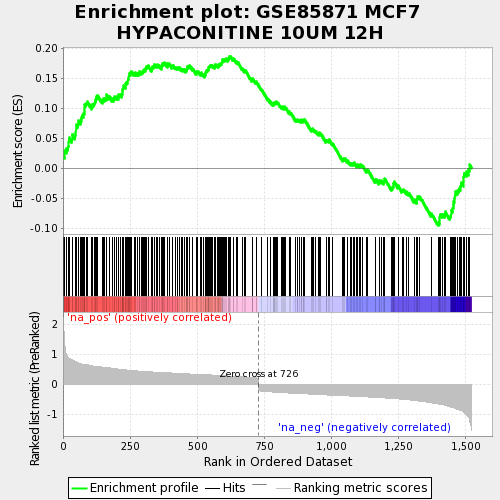 Enrichment plot: GSE85871 MCF7
HYPACONITINE 10UM 12H
Enrichment score (ES)
0.20
0.15
0.10
0.05
0.00
-0.05
-0.10
Ranked list metric (PreRanked)
2
1
0
-1
'na_pos' (positively correlated)
Zero cross at 726
'na_neg' (negatively correlated)
0
250
500
750
1,000
1,250
1,500
Rank in Ordered Dataset
Enrichment profile
Hits
Ranking metric scores